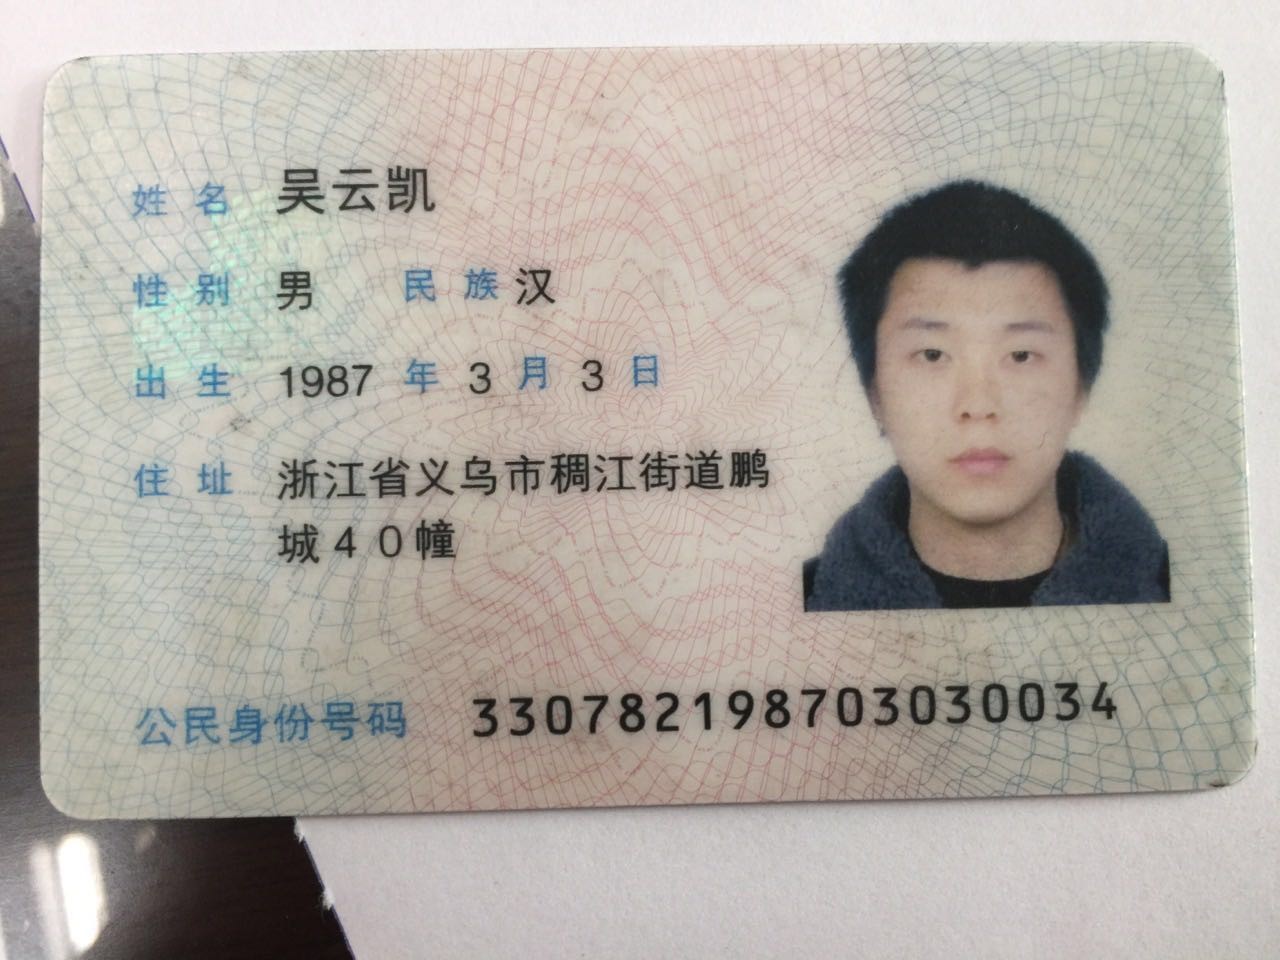 姓名 吴云凯
性别 男 民族 汉
出生 1987 年 3 月 3 日
住址 浙江省义乌市稠江街道鹏
城40幢
公民身份号码 330782198703030034